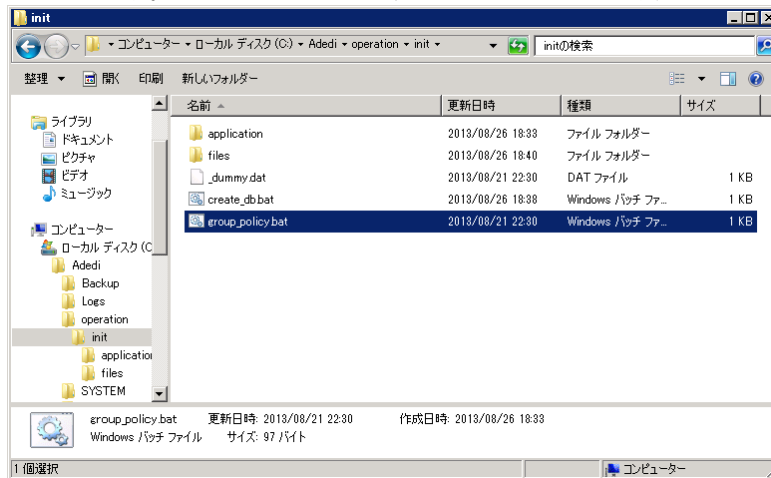 init
コンピューター ▾ ローカル ディスク (C:) ▾ Adedi ▾ operation ▾ init ▾
initの検索
整理 ▼ 開く 印刷 新しいフォルダー
名前 更新日時 種類 サイズ
application 2013/08/26 18:33 ファイル フォルダー
files 2013/08/26 18:40 ファイル フォルダー
_dummy.dat 2013/08/21 22:30 DAT ファイル 1 KB
create_db.bat 2013/08/26 18:38 Windows バッチ ファ... 1 KB
group_policy.bat 2013/08/21 22:30 Windows バッチ ファ... 1 KB
ライブラリ
ドキュメント
ピクチャ
ビデオ
ミュージック
コンピューター
ローカル ディスク (C
Adedi
Backup
Logs
operation
init
applicatio
files
SYSTEM
group_policy.bat 更新日時: 2013/08/21 22:30 作成日時: 2013/08/26 18:33
Windows バッチ ファイル サイズ: 97 バイト
1 個選択 コンピューター